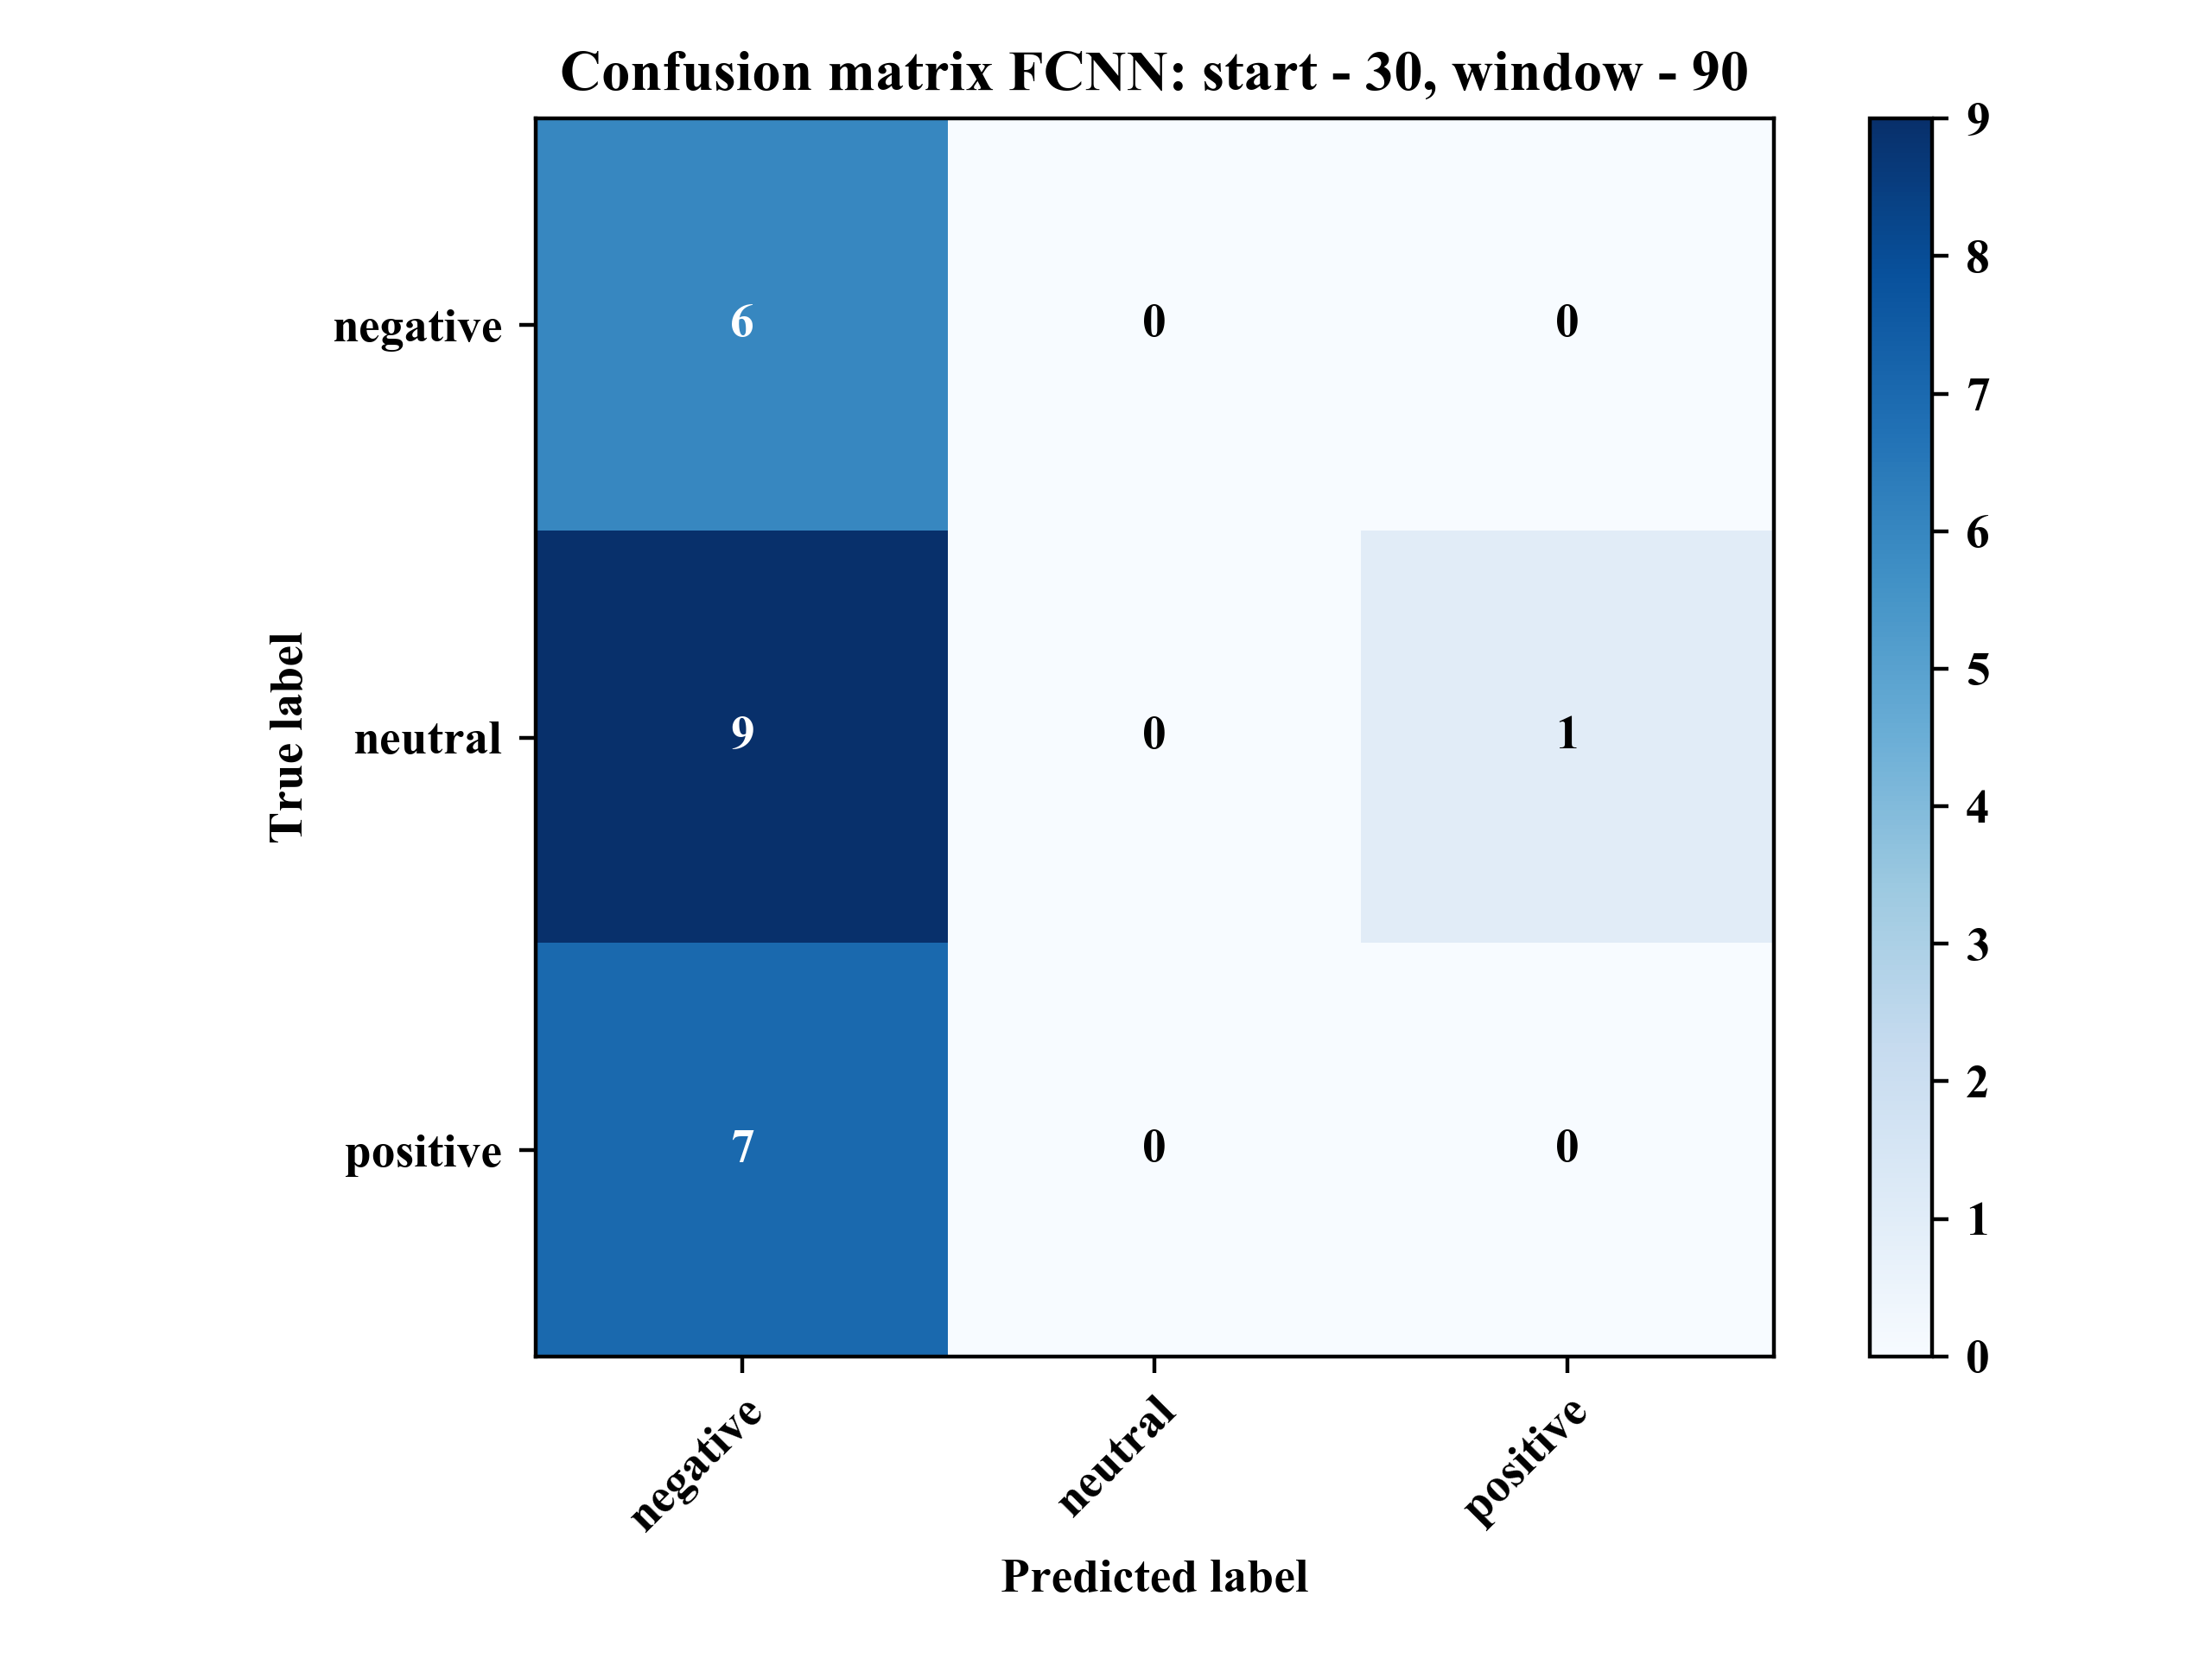 Confusion matrix FCNN: start - 30, window - 90
True label
negative
6 0 0
neutral
9 0 1
positive
7 0 0
negative
neutral
positive
Predicted label
9
8
7
6
5
4
3
2
1
0